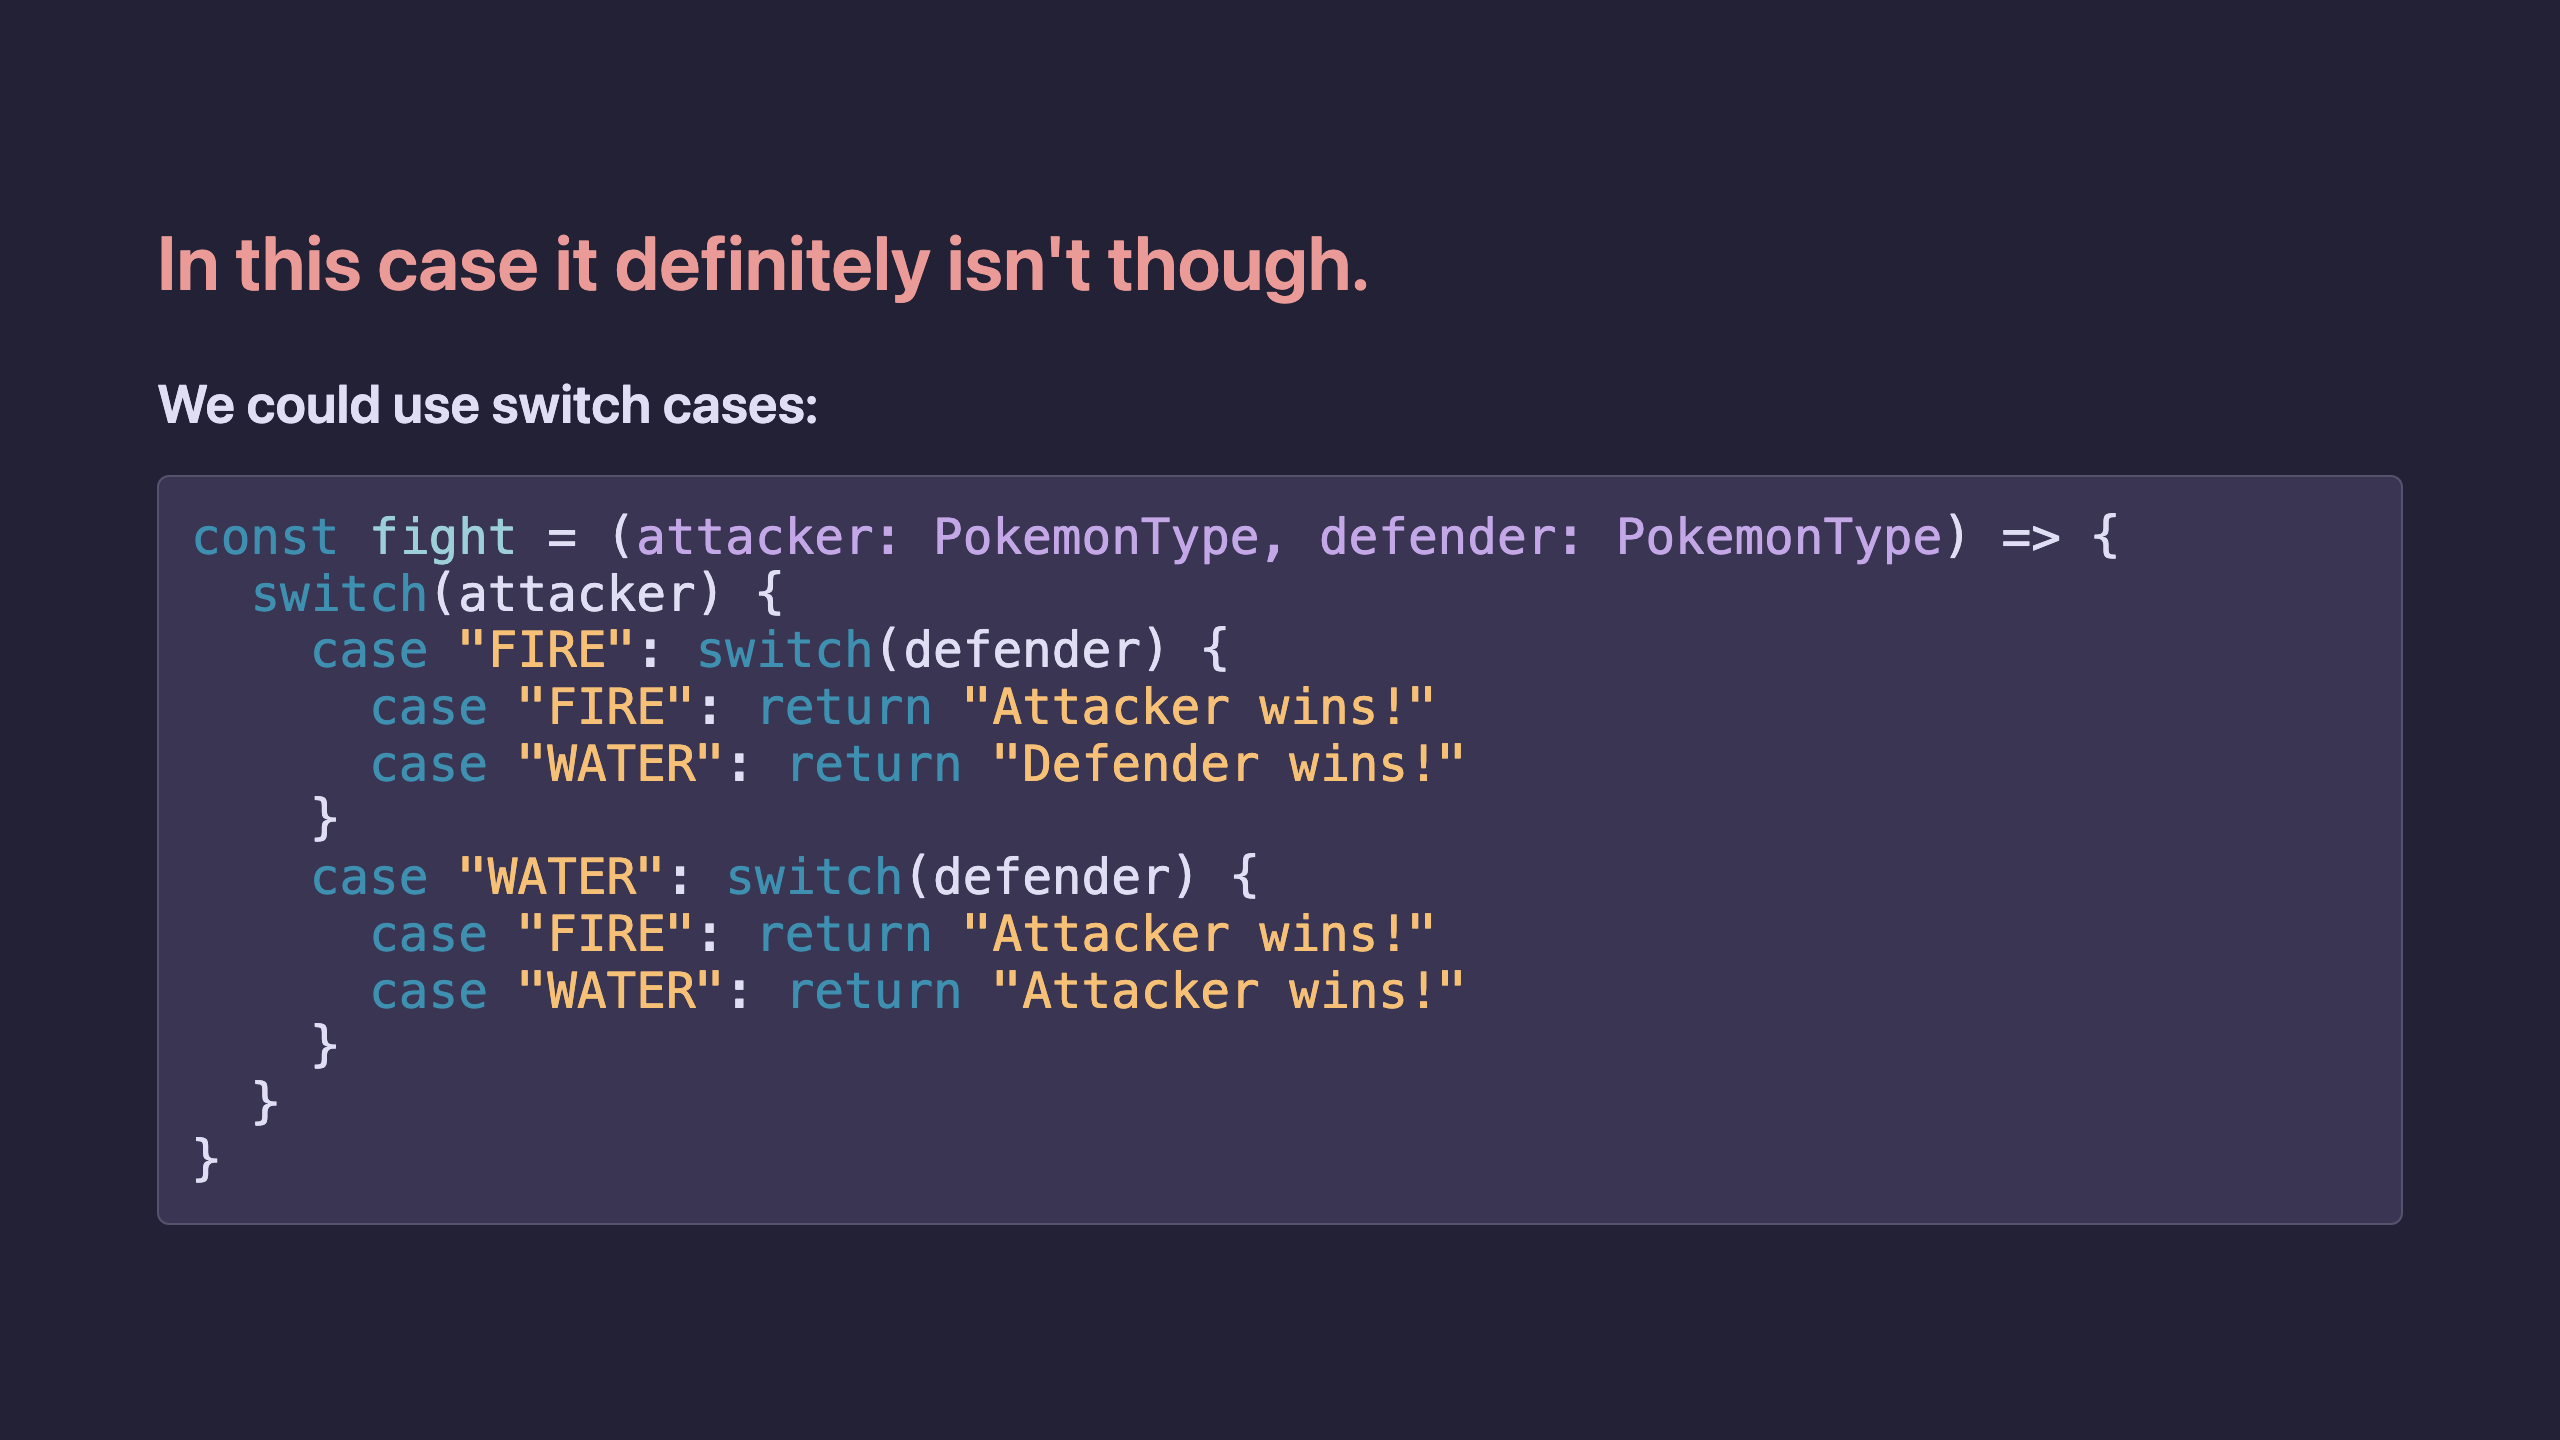 In this case it definitely isn't though.
We could use switch cases:
const fight = (attacker: PokemonType, defender: PokemonType) => {
  switch(attacker) {
    case "FIRE": switch(defender) {
      case "FIRE": return "Attacker wins!"
      case "WATER": return "Defender wins!"
    }
    case "WATER": switch(defender) {
      case "FIRE": return "Attacker wins!"
      case "WATER": return "Attacker wins!"
    }
  }
}